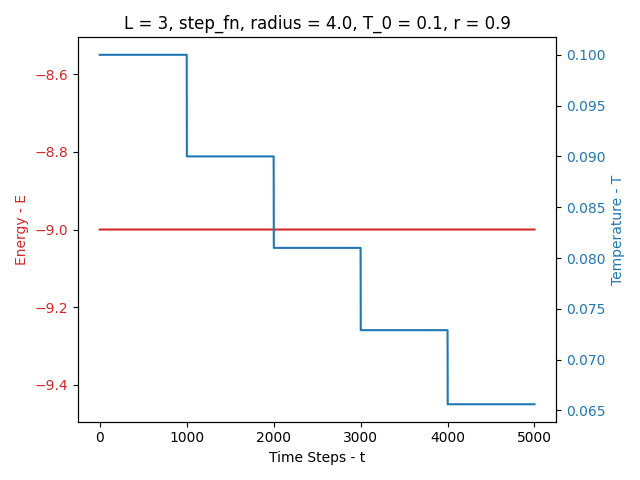 L = 3, step_fn, radius = 4.0, T_0 = 0.1, r = 0.9
Energy - E
−8.6
−8.8
−9.0
−9.2
−9.4
0.100
0.095
0.090
0.085
0.080
0.075
0.070
0.065
Temperature - T
0 1000 2000 3000 4000 5000
Time Steps - t